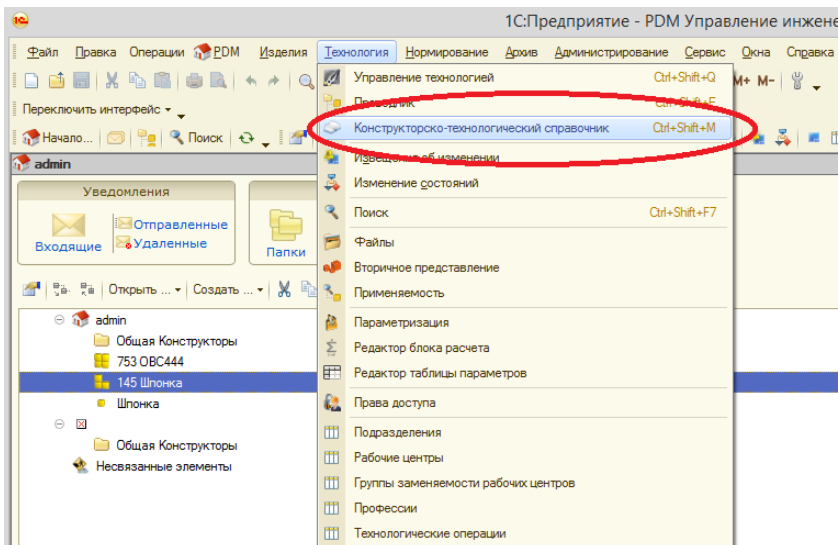 1С:Предприятие - PDM Управление инжене
Файл Правка Операции PDM Изделия Технология Нормирование Архив Администрирование Сервис Окна Справка
M+ M-
Переключить интерфейс
Начало... Поиск
admin
Уведомления
Входящие
Отправленные
Удаленные
Папки
Открыть ... Создать ...
admin
Общая Конструкторы
753 ОВС444
145 Шпонка
Шпонка
Общая Конструкторы
Несвязанные элементы
Управление технологией Ctrl+Shift+Q
Проводник Ctrl+Shift+E
Конструкторско-технологический справочник Ctrl+Shift+M
Извещения об изменении
Изменение состояний
Поиск Ctrl+Shift+F7
Файлы
Вторичное представление
Применяемость
Параметризация
Редактор блока расчета
Редактор таблицы параметров
Права доступа
Подразделения
Рабочие центры
Группы заменяемости рабочих центров
Профессии
Технологические операции